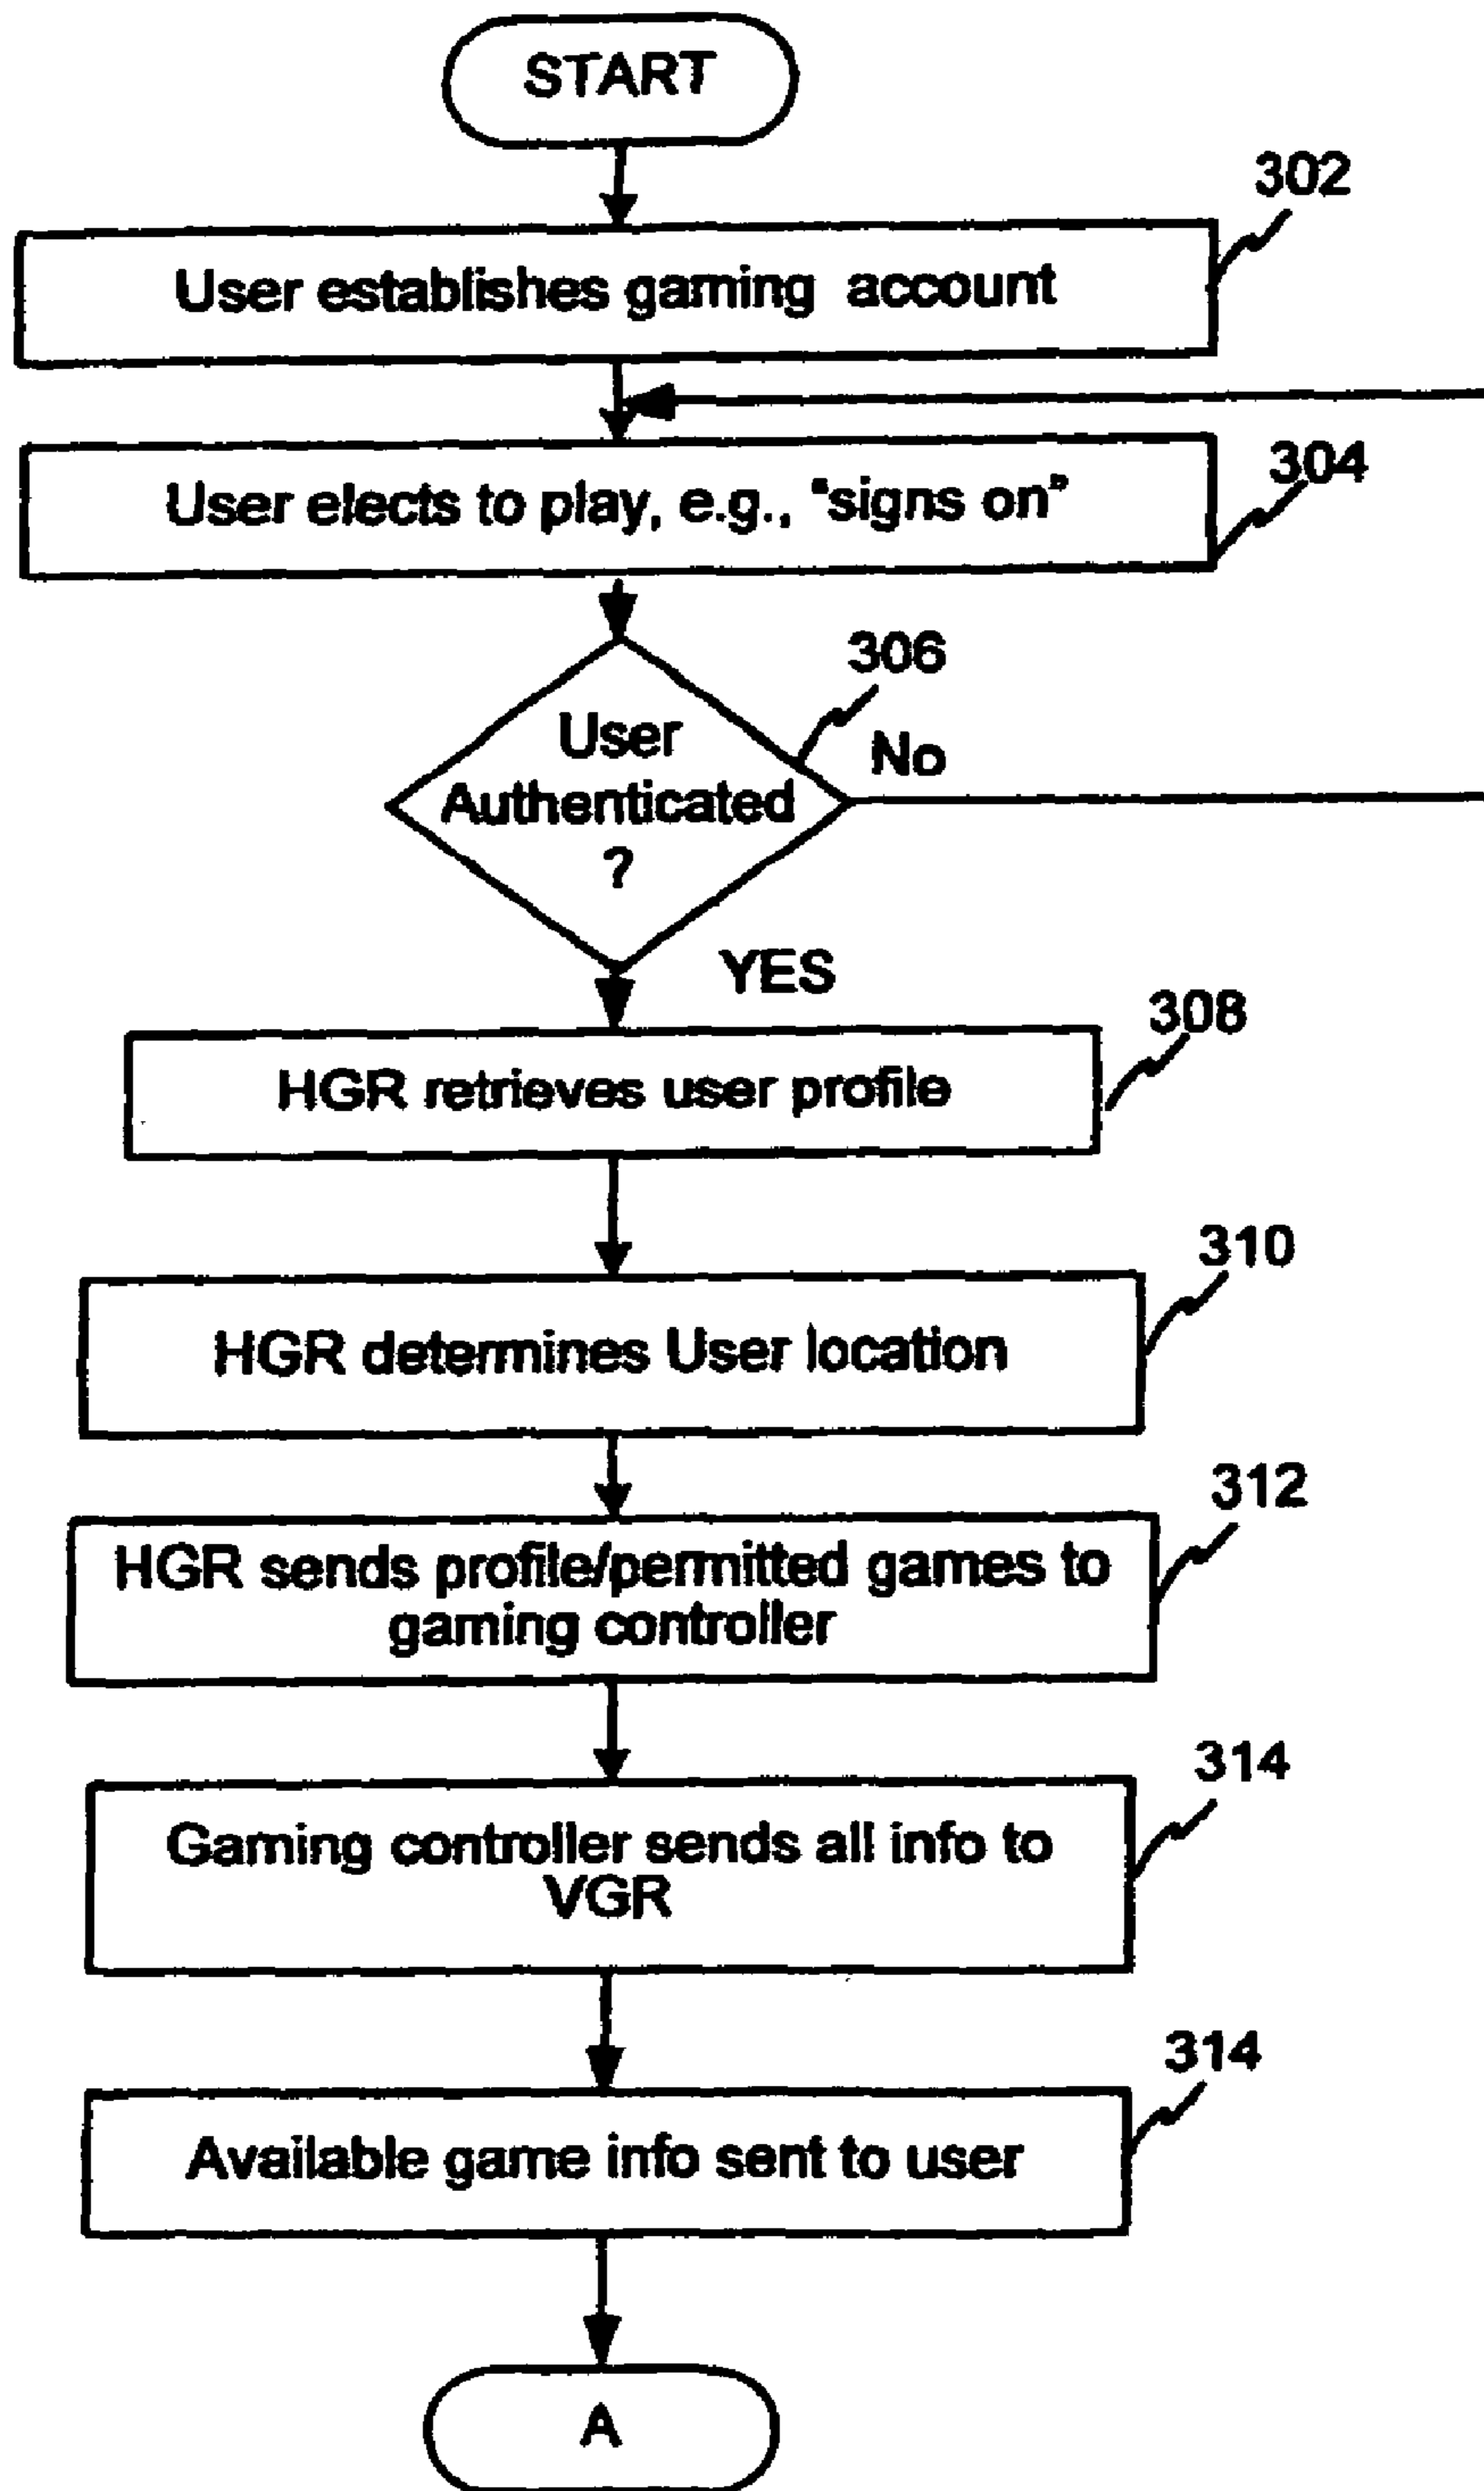 START
302
User establishes gaming account
304
User elects to play, e.g., "signs on"
306
User
Authenticated
?
No
YES
308
HGR retrieves user profile
310
HGR determines User location
312
HGR sends profile/permitted games to
gaming controller
314
Gaming controller sends all info to
VGR
314
Available game info sent to user
A